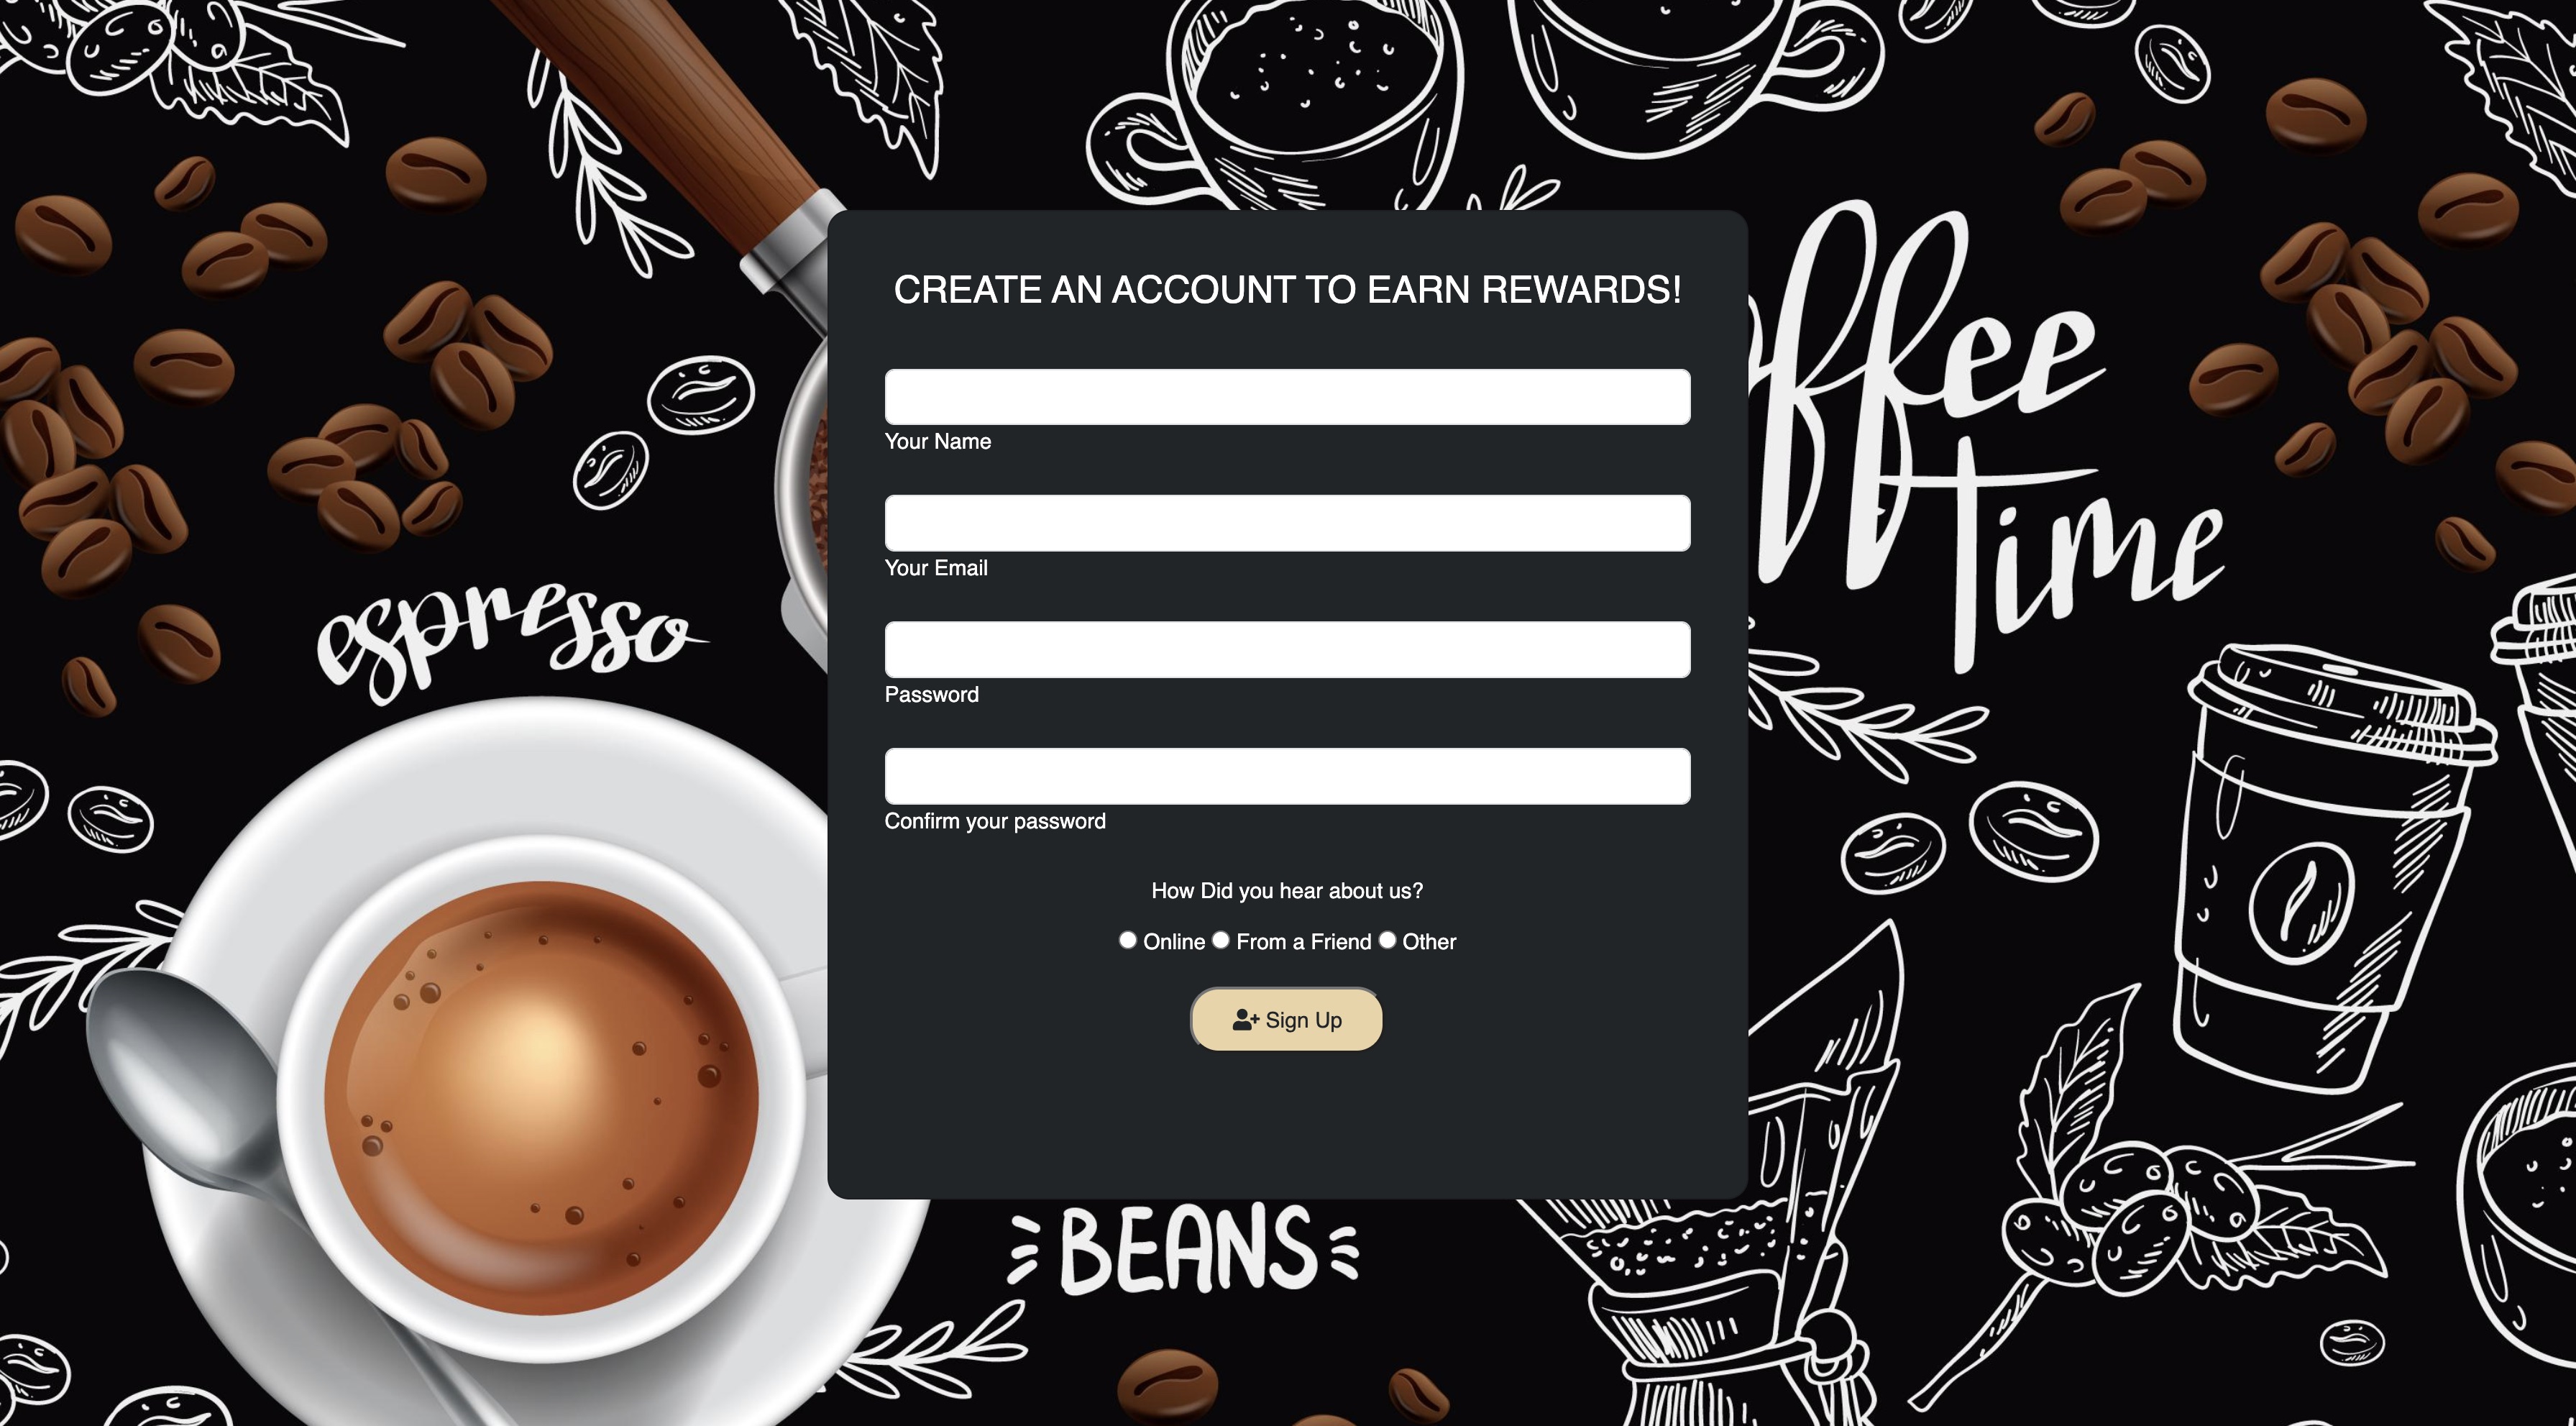 CREATE AN ACCOUNT TO EARN REWARDS!
Your Name
Your Email
Password
Confirm your password
How Did you hear about us?
Online From a Friend Other
Sign Up
espresso
ffee
Time
BEANS